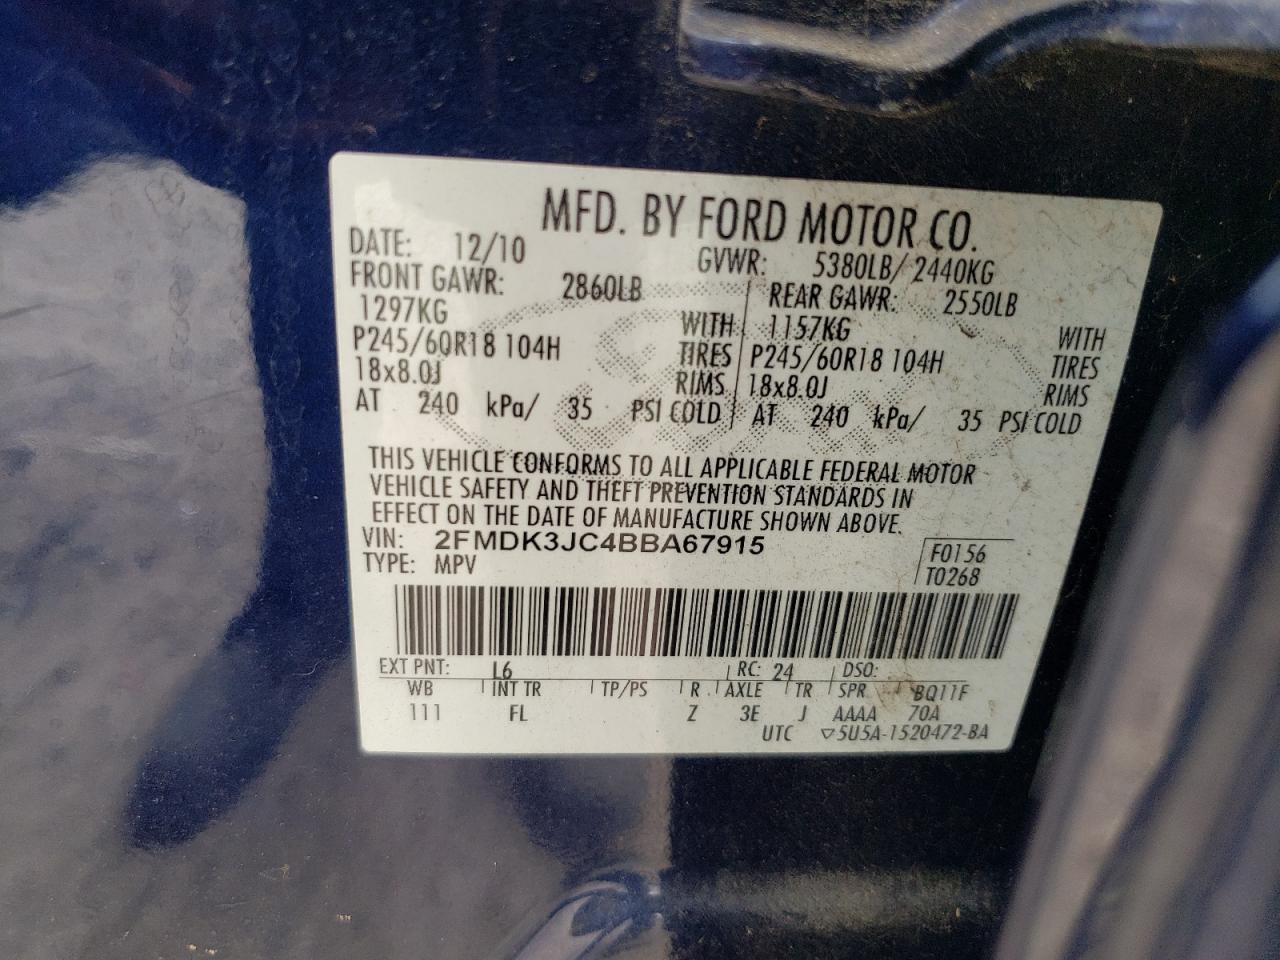 MFD. BY FORD MOTOR CO.
DATE: 12/10 GVWR: 5380LB/2440KG
FRONT GAWR: 2860LB REAR GAWR: 2550LB
1297KG WITH 1157KG WITH
P245/60R18 104H TIRES P245/60R18 104H TIRES
18x8.0J RIMS 18x8.0J RIMS
AT 240 kPa/ 35 PSI COLD AT 240 kPa/ 35 PSI COLD
THIS VEHICLE CONFORMS TO ALL APPLICABLE FEDERAL MOTOR
VEHICLE SAFETY AND THEFT PREVENTION STANDARDS IN
EFFECT ON THE DATE OF MANUFACTURE SHOWN ABOVE.
VIN: 2FMDK3JC4BBA67915 F0156
TYPE: MPV T0268
EXT PNT: L6 RC: 24 DSO:
WB INT TR TP/PS R AXLE TR SPR BQ11F
111 FL Z 3E J AAAA 70A
UTC ▽5U5A-1520472-BA